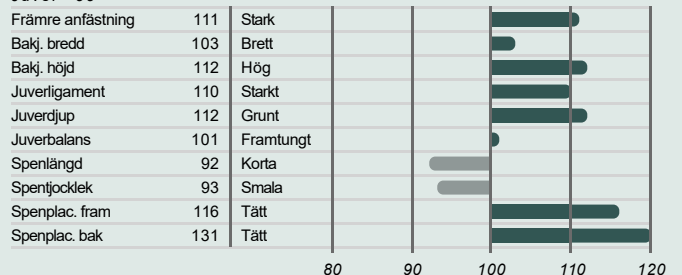 Främre anfästning 111 Stark
Bakj. bredd 103 Brett
Bakj. höjd 112 Hög
Juverligament 110 Starkt
Juverdjup 112 Grunt
Juverbalans 101 Framtungt
Spenlängd 92 Korta
Spentjocklek 93 Smala
Spenplac. fram 116 Tätt
Spenplac. bak 131 Tätt
80 90 100 110 120